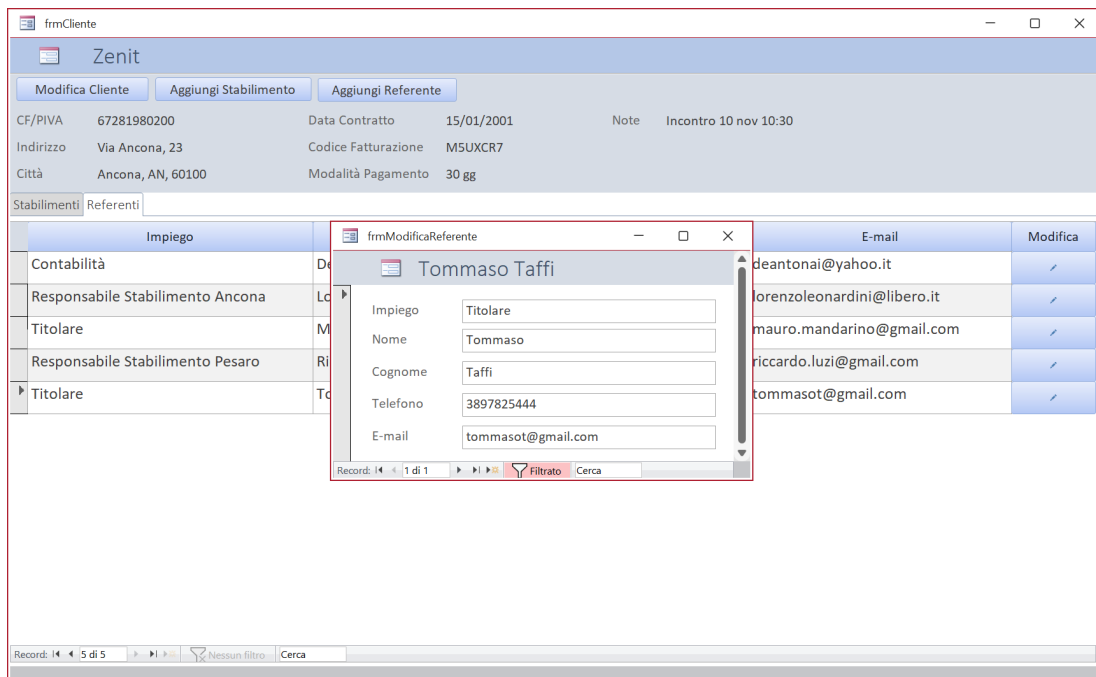 frmCliente
Zenit
Modifica Cliente Aggiungi Stabilimento Aggiungi Referente
CF/PIVA 67281980200 Data Contratto 15/01/2001 Note Incontro 10 nov 10:30
Indirizzo Via Ancona, 23 Codice Fatturazione M5UXCR7
Città Ancona, AN, 60100 Modalità Pagamento 30 gg
Stabilimenti Referenti
Impiego E-mail Modifica
Contabilità De deantonai@yahoo.it
Responsabile Stabilimento Ancona Lo lorenzoleonardini@libero.it
Titolare M mauro.mandarino@gmail.com
Responsabile Stabilimento Pesaro Ri riccardo.luzi@gmail.com
Titolare To tommasot@gmail.com
frmModificaReferente
Tommaso Taffi
Impiego Titolare
Nome Tommaso
Cognome Taffi
Telefono 3897825444
E-mail tommasot@gmail.com
Record: 1 di 1 Filtrato Cerca
Record: 5 di 5 Nessun filtro Cerca